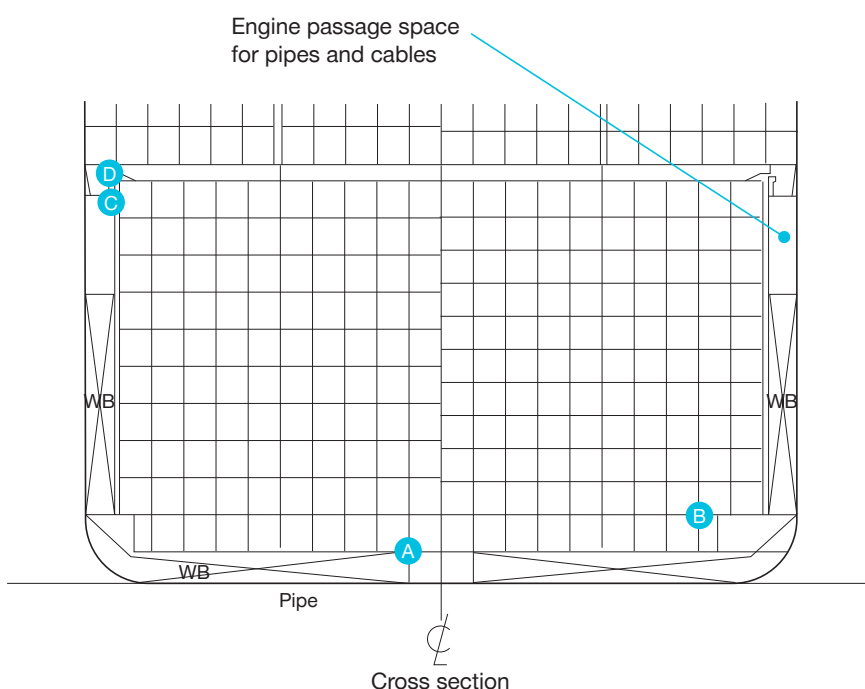 Engine passage space
for pipes and cables
D
C
WB
WB
B
A
WB
Pipe
Cross section